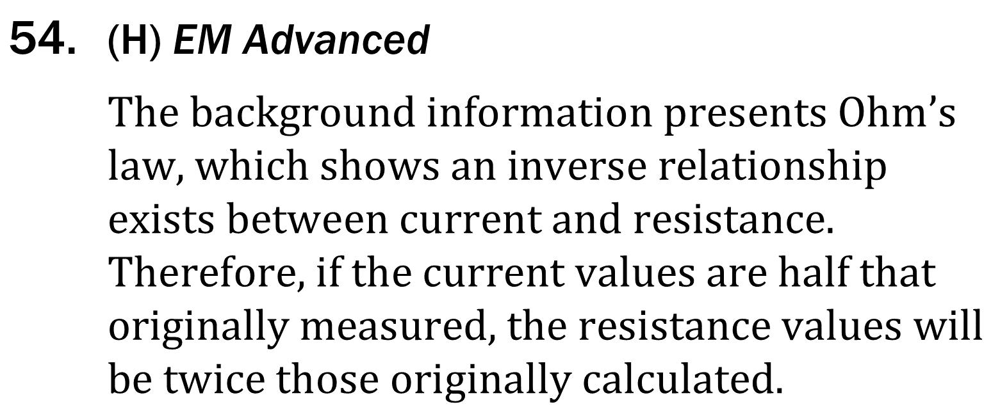 54. (H) EM Advanced
The background information presents Ohm’s
law, which shows an inverse relationship
exists between current and resistance.
Therefore, if the current values are half that
originally measured, the resistance values will
be twice those originally calculated.